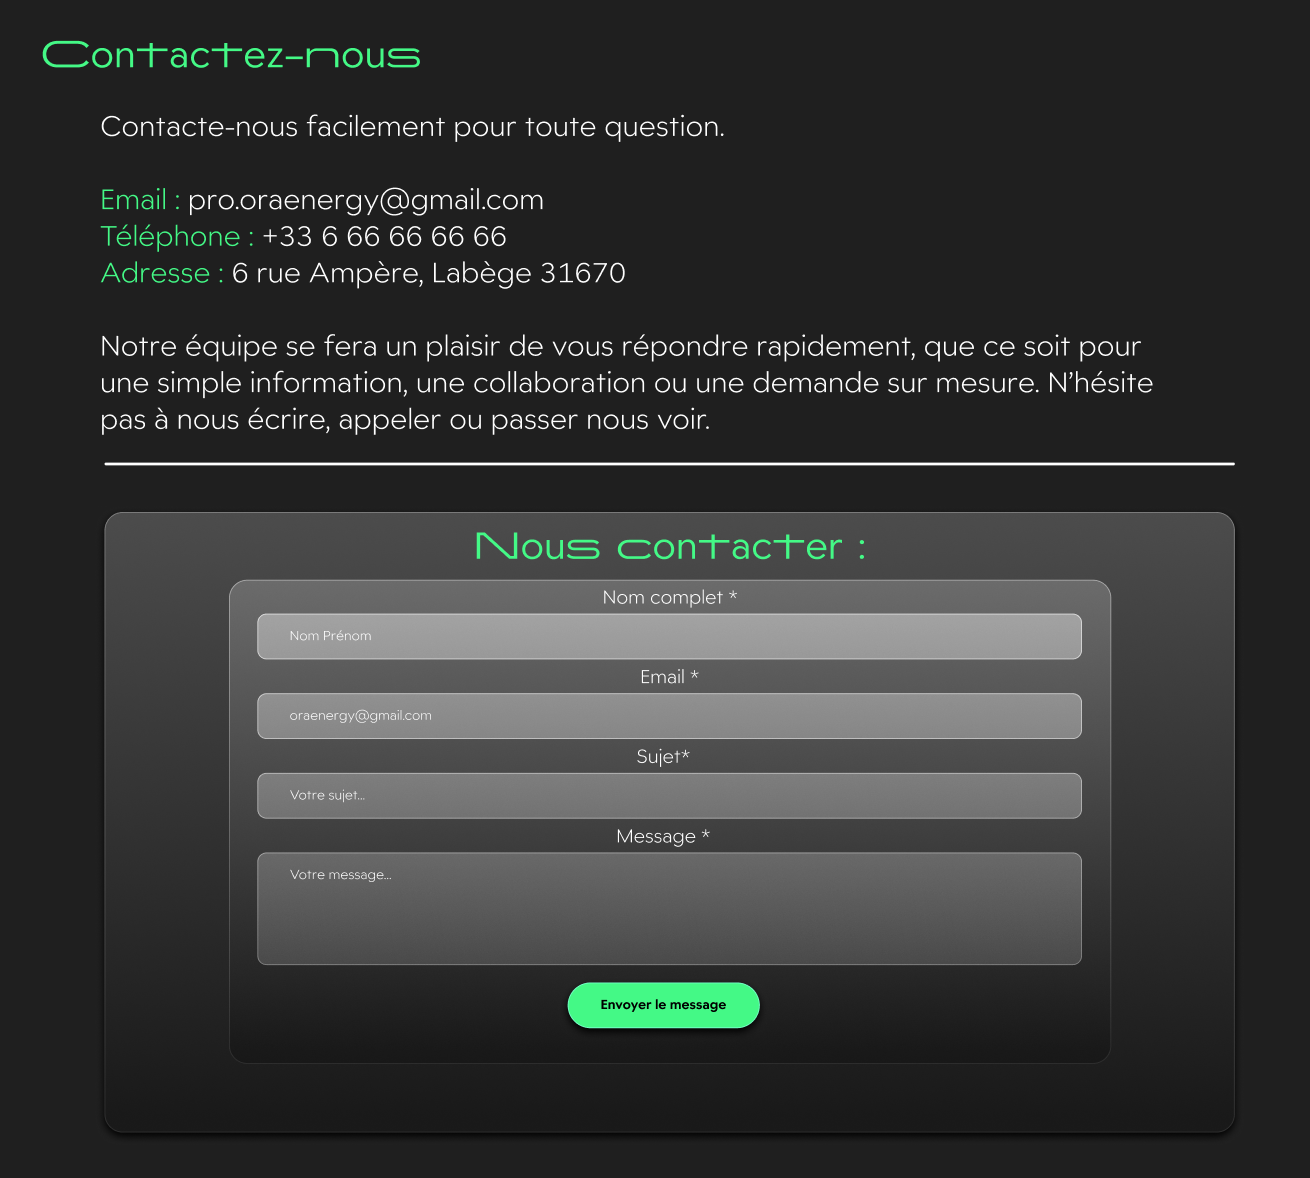 Contactez-nous
Contacte-nous facilement pour toute question.
Email : pro.oraenergy@gmail.com
Téléphone : +33 6 66 66 66 66
Adresse : 6 rue Ampère, Labège 31670
Notre équipe se fera un plaisir de vous répondre rapidement, que ce soit pour
une simple information, une collaboration ou une demande sur mesure. N’hésite
pas à nous écrire, appeler ou passer nous voir.
Nous contacter :
Nom complet *
Nom Prénom
Email *
oraenergy@gmail.com
Sujet*
Votre sujet...
Message *
Votre message...
Envoyer le message